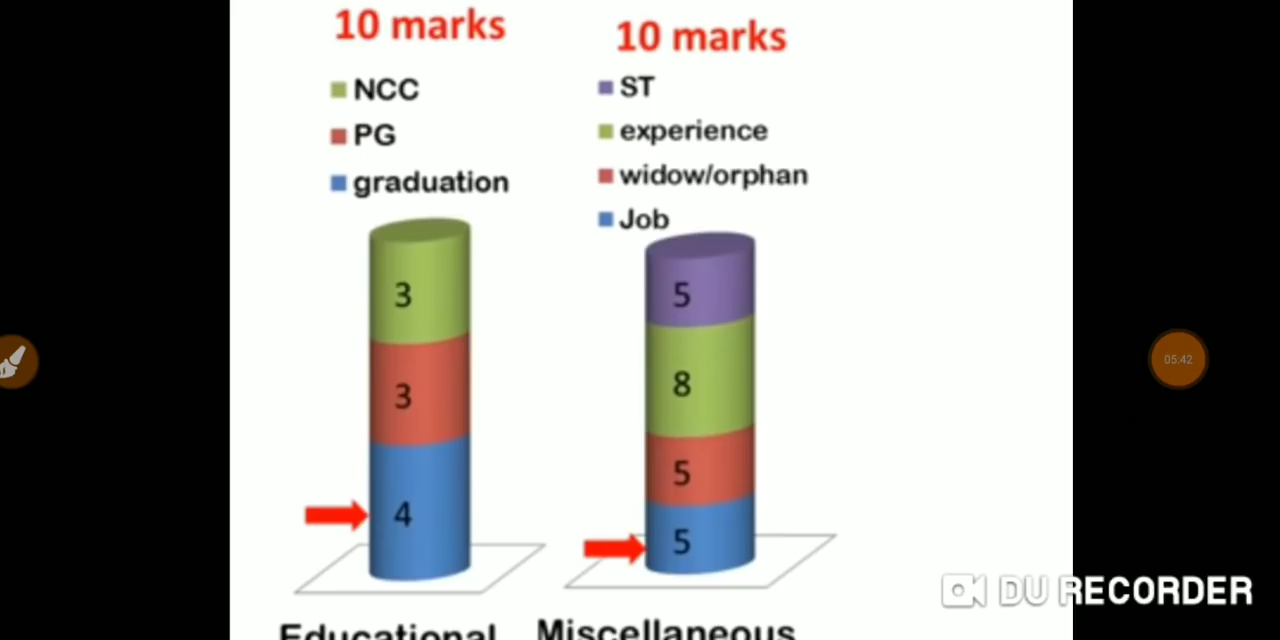 10 marks
NCC
PG
graduation
3
3
4
Educational
10 marks
ST
experience
widow/orphan
Job
5
8
5
5
Miscellaneous
05:42
DU RECORDER